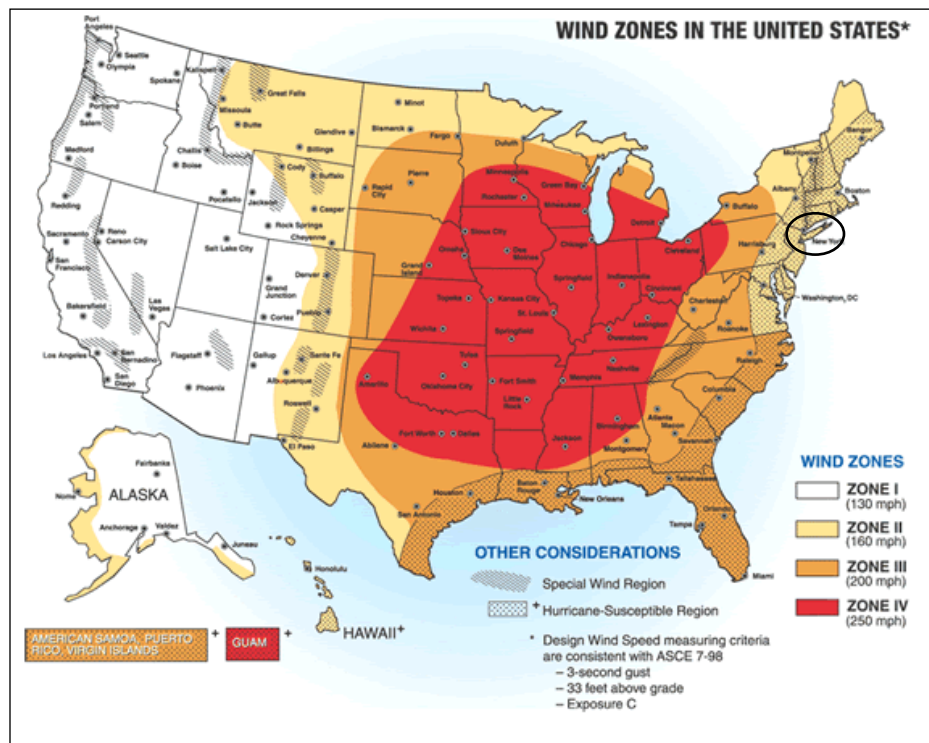 WIND ZONES IN THE UNITED STATES*
Port
Angeles
Seattle
Olympia
Spokane
Kalispell
Great Falls
Minot
Portland
Salem
Missoula
Butte
Glendive
Bismarck
Fargo
Duluth
Bangor
Montpelier
Medford
Challis
Boise
Billings
Cody
Buffalo
Pierre
Rapid
City
Minneapolis
Rochester
Green Bay
Milwaukee
Buffalo
Albany
Boston
Redding
Pocatello
Jackson
Casper
Rock Springs
Cheyenne
Sioux City
Omaha
Des
Moines
Chicago
Detroit
Cleveland
Harrisburg
New York
Sacramento
Reno
Carson City
San
Francisco
Salt Lake City
Grand
Junction
Denver
Pueblo
Grand
Island
Topeka
Kansas City
Springfield
Indianapolis
Cincinnati
Charleston
Washington, DC
Bakersfield
Las
Vegas
Cortez
Wichita
St. Louis
Springfield
Lexington
Owensboro
Roanoke
Raleigh
Los Angeles
San
Bernadino
San
Diego
Flagstaff
Phoenix
Gallup
Santa Fe
Albuquerque
Roswell
El Paso
Amarillo
Tulsa
Oklahoma City
Fort Smith
Little
Rock
Memphis
Nashville
Columbia
Atlanta
Macon
Savannah
Birmingham
Montgomery
Jackson
Fort Worth
Dallas
Abilene
San Antonio
Houston
Baton
Rouge
New Orleans
Tallahassee
Orlando
Tampa
Miami
Fairbanks
Nome
ALASKA
Anchorage
Valdez
Juneau
Honolulu
HAWAII+
AMERICAN SAMOA, PUERTO
RICO, VIRGIN ISLANDS
+
GUAM
+
OTHER CONSIDERATIONS
Special Wind Region
+ Hurricane-Susceptible Region
* Design Wind Speed measuring criteria
are consistent with ASCE 7-98
– 3-second gust
– 33 feet above grade
– Exposure C
WIND ZONES
ZONE I
(130 mph)
ZONE II
(160 mph)
ZONE III
(200 mph)
ZONE IV
(250 mph)